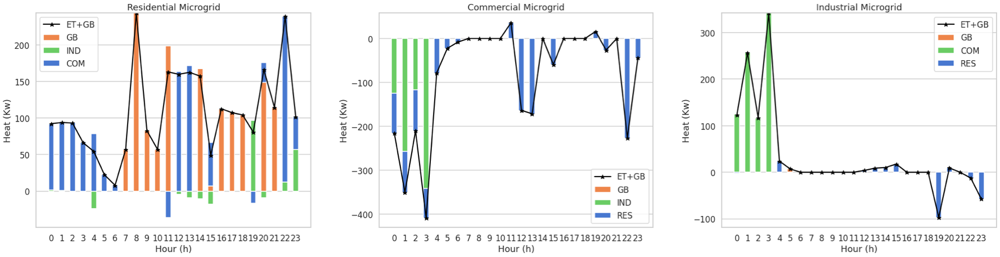 Residential Microgrid
ET+GB
GB
IND
COM
Heat (Kw)
200
150
100
50
0
0 1 2 3 4 5 6 7 8 9 10 11 12 13 14 15 16 17 18 19 20 21 22 23
Hour (h)
Commercial Microgrid
0
−100
−200
−300
−400
Heat (Kw)
ET+GB
GB
IND
RES
0 1 2 3 4 5 6 7 8 9 10 11 12 13 14 15 16 17 18 19 20 21 22 23
Hour (h)
Industrial Microgrid
ET+GB
GB
COM
RES
300
200
100
0
−100
Heat (Kw)
0 1 2 3 4 5 6 7 8 9 10 11 12 13 14 15 16 17 18 19 20 21 22 23
Hour (h)